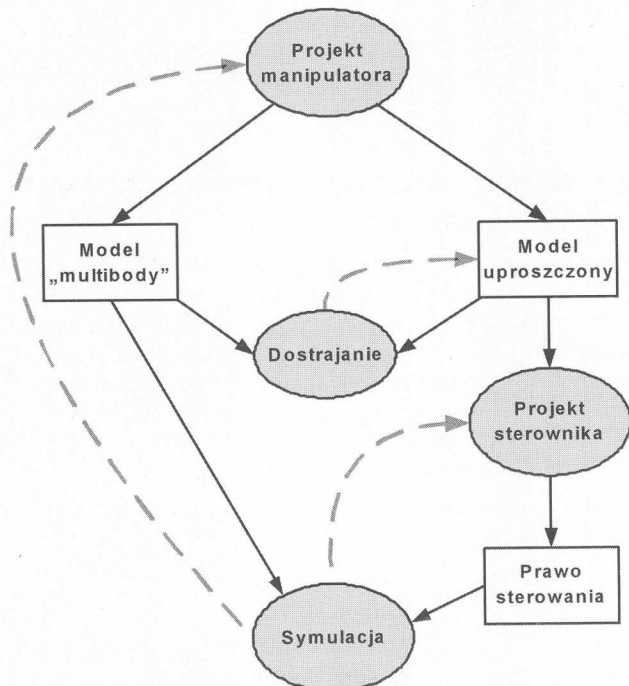 Projekt
manipulatora
Model
„multibody”
Model
uproszczony
Dostrajanie
Projekt
sterownika
Prawo
sterowania
Symulacja